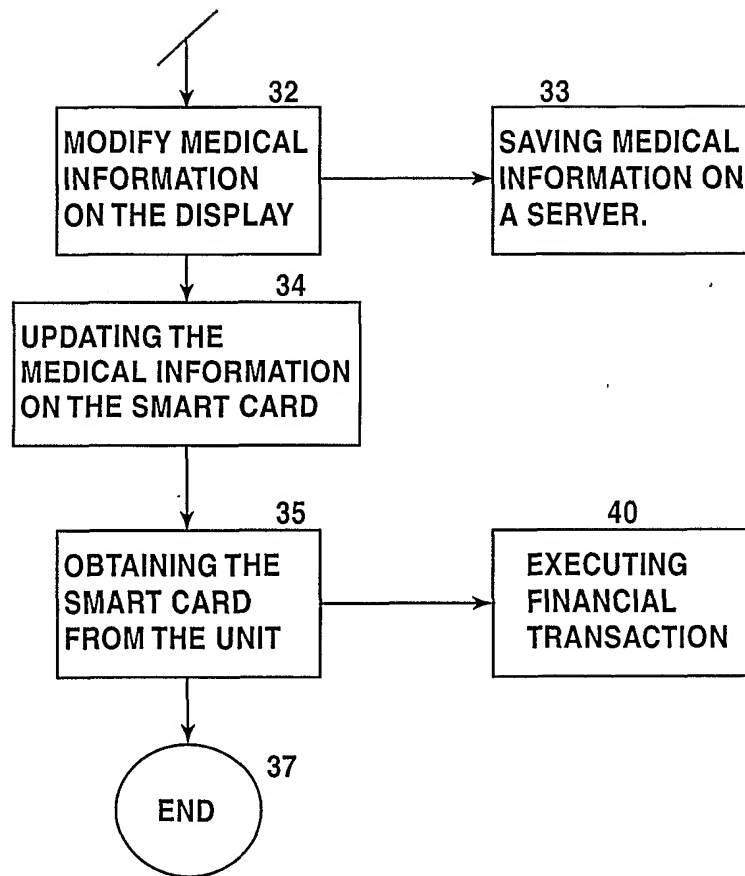 32
MODIFY MEDICAL
INFORMATION
ON THE DISPLAY
33
SAVING MEDICAL
INFORMATION ON
A SERVER.
34
UPDATING THE
MEDICAL INFORMATION
ON THE SMART CARD
35
OBTAINING THE
SMART CARD
FROM THE UNIT
40
EXECUTING
FINANCIAL
TRANSACTION
37
END